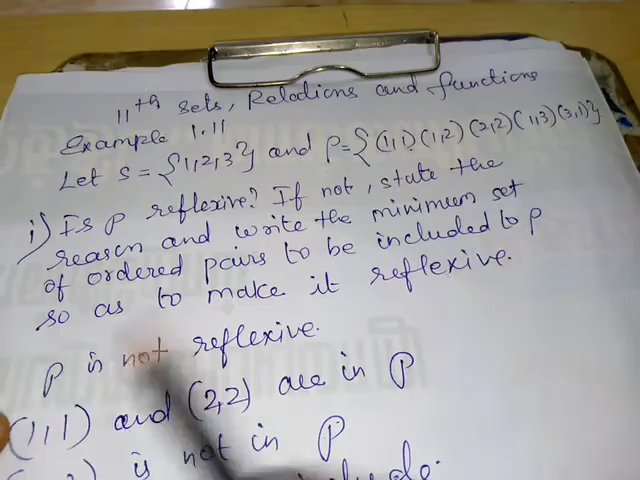 11th Sets, Relations and functions
Example 1.11
Let S = {1,2,3} and ρ = {(1,1) (1,2) (2,2) (1,3) (3,1)}
i) Is ρ reflexive? If not, state the
reason and write the minimum set
of ordered pairs to be included to ρ
so as to make it reflexive.
ρ is not reflexive.
(1,1) and (2,2) are in ρ
is not in ρ